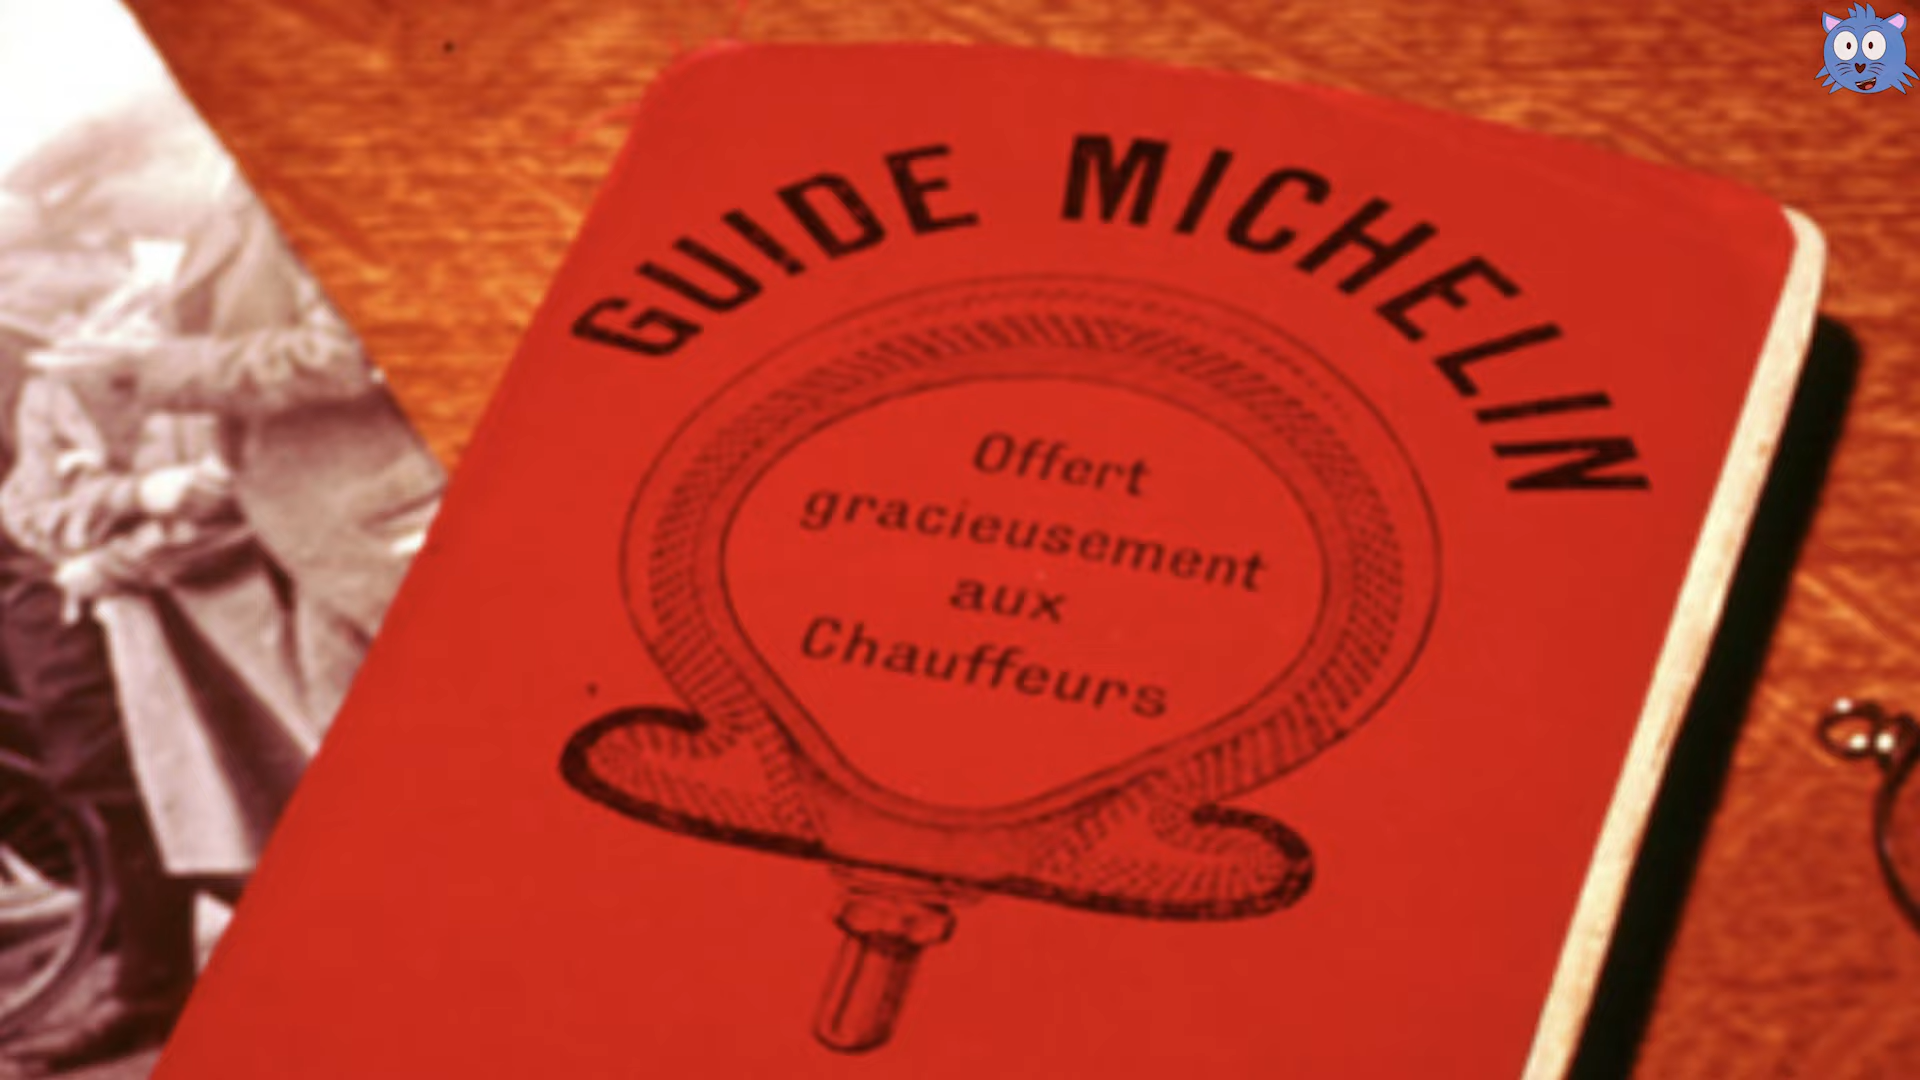 GUIDE MICHELIN
Offert
gracieusement
aux
Chauffeurs